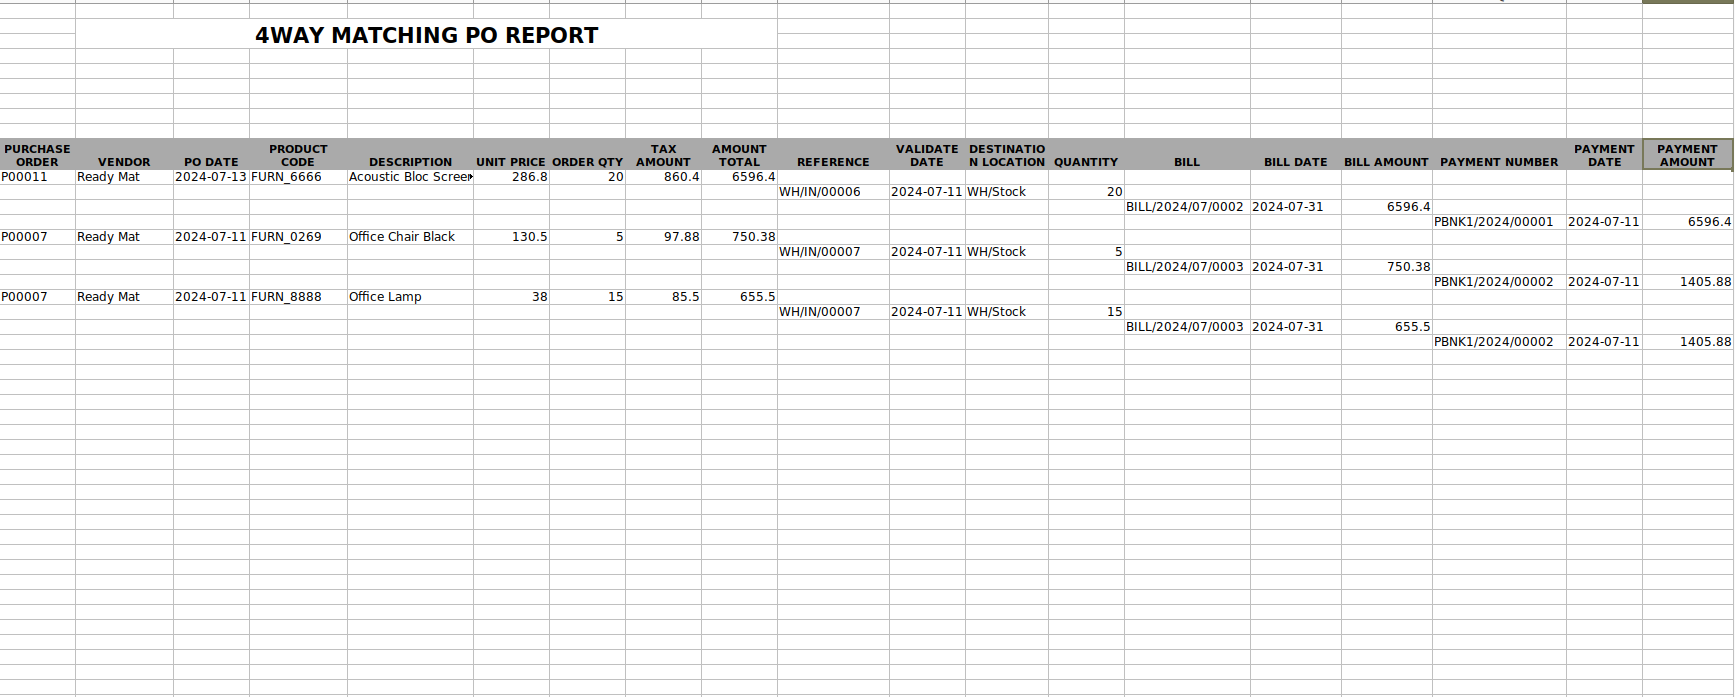 4WAY MATCHING PO REPORT
PURCHASE ORDER VENDOR PO DATE PRODUCT CODE DESCRIPTION UNIT PRICE ORDER QTY TAX AMOUNT AMOUNT TOTAL REFERENCE VALIDATE DATE DESTINATIO N LOCATION QUANTITY BILL BILL DATE BILL AMOUNT PAYMENT NUMBER PAYMENT DATE PAYMENT AMOUNT
P00011 Ready Mat 2024-07-13 FURN_6666 Acoustic Bloc Screen 286.8 20 860.4 6596.4
WH/IN/00006 2024-07-11 WH/Stock 20
BILL/2024/07/0002 2024-07-31 6596.4
PBNK1/2024/00001 2024-07-11 6596.4
P00007 Ready Mat 2024-07-11 FURN_0269 Office Chair Black 130.5 5 97.88 750.38
WH/IN/00007 2024-07-11 WH/Stock 5
BILL/2024/07/0003 2024-07-31 750.38
PBNK1/2024/00002 2024-07-11 1405.88
P00007 Ready Mat 2024-07-11 FURN_8888 Office Lamp 38 15 85.5 655.5
WH/IN/00007 2024-07-11 WH/Stock 15
BILL/2024/07/0003 2024-07-31 655.5
PBNK1/2024/00002 2024-07-11 1405.88